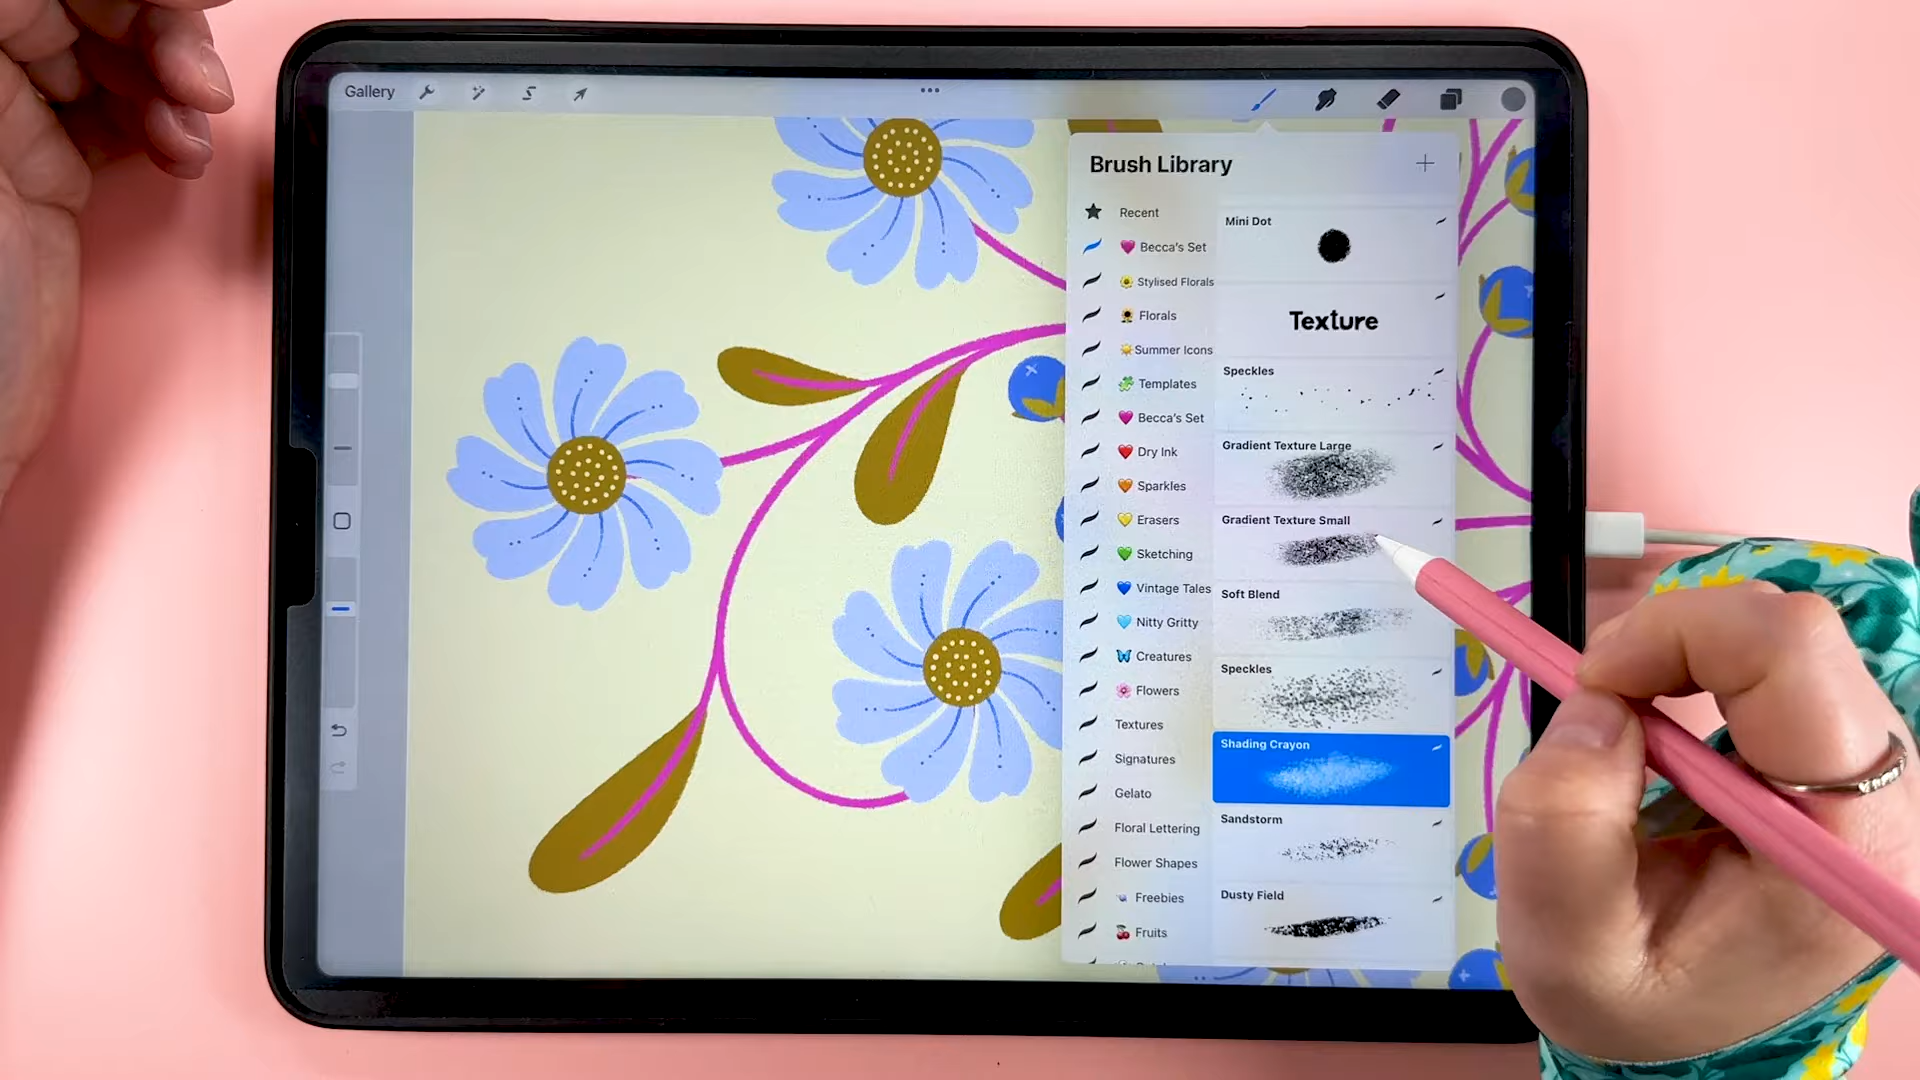 Gallery
Brush Library
Recent
Becca's Set
Stylised Florals
Florals
Summer Icons
Templates
Becca's Set
Dry Ink
Sparkles
Erasers
Sketching
Vintage Tales
Nitty Gritty
Creatures
Flowers
Textures
Signatures
Gelato
Floral Lettering
Flower Shapes
Freebies
Fruits
Mini Dot
Texture
Speckles
Gradient Texture Large
Gradient Texture Small
Soft Blend
Speckles
Shading Crayon
Sandstorm
Dusty Field